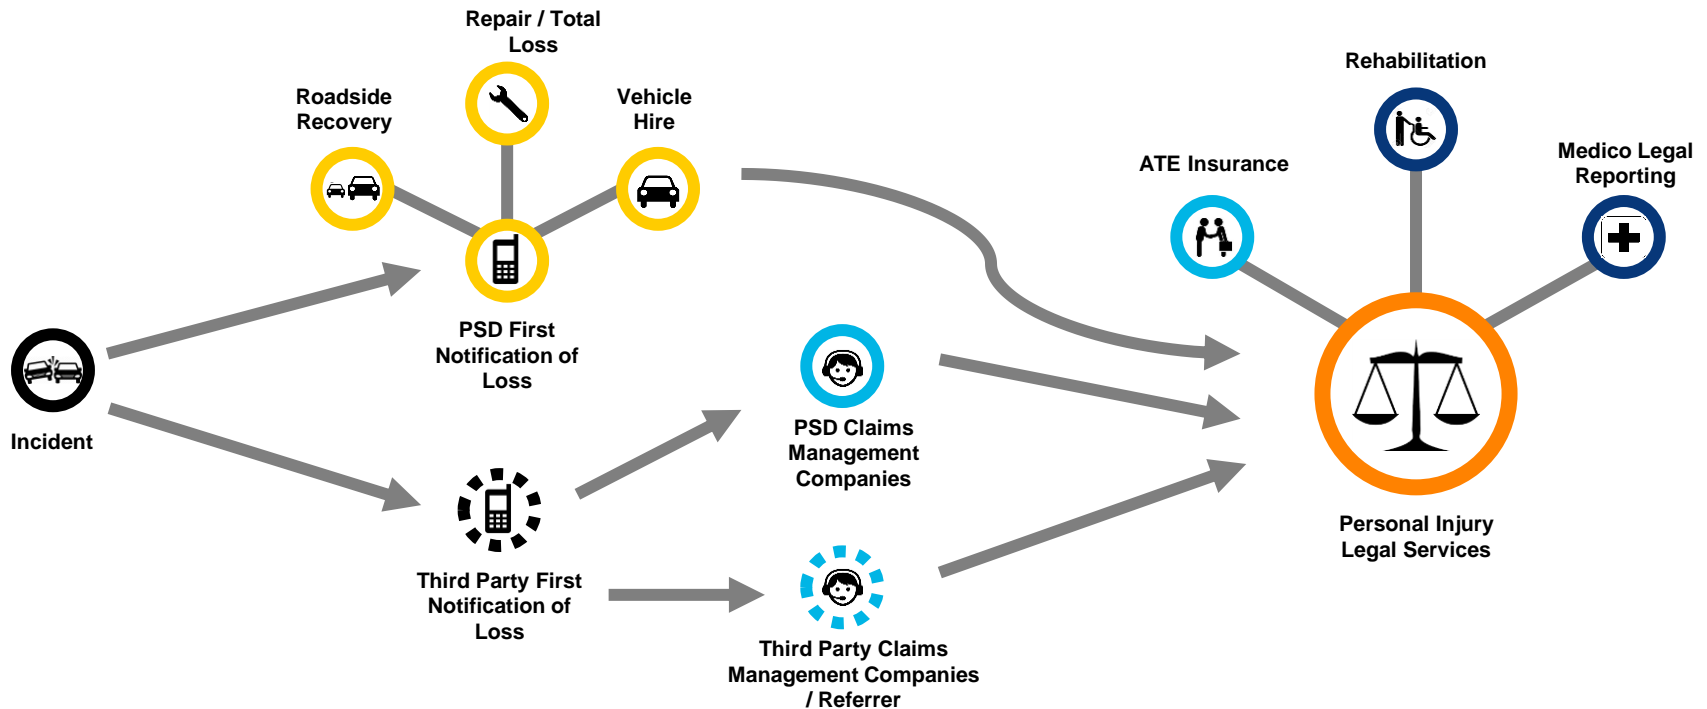 Repair / Total
Loss
Roadside
Recovery
Vehicle
Hire
Rehabilitation
ATE Insurance
Medico Legal
Reporting
PSD First
Notification of
Loss
Incident
PSD Claims
Management
Companies
Personal Injury
Legal Services
Third Party First
Notification of
Loss
Third Party Claims
Management Companies
/ Referrer